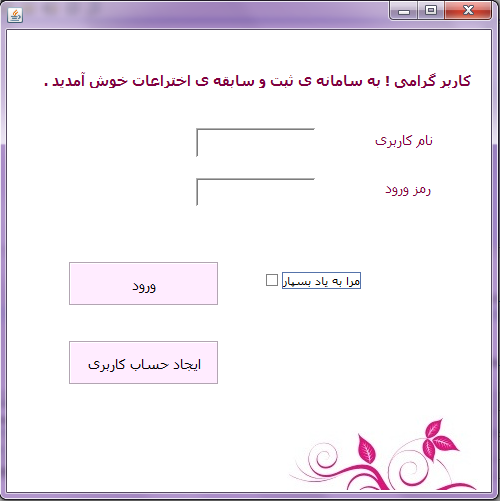 کاربر گرامی ! به سامانه ی ثبت و سابقه ی اختراعات خوش آمدید .
نام کاربری
رمز ورود
مرا به یاد بسپار
ورود
ایجاد حساب کاربری